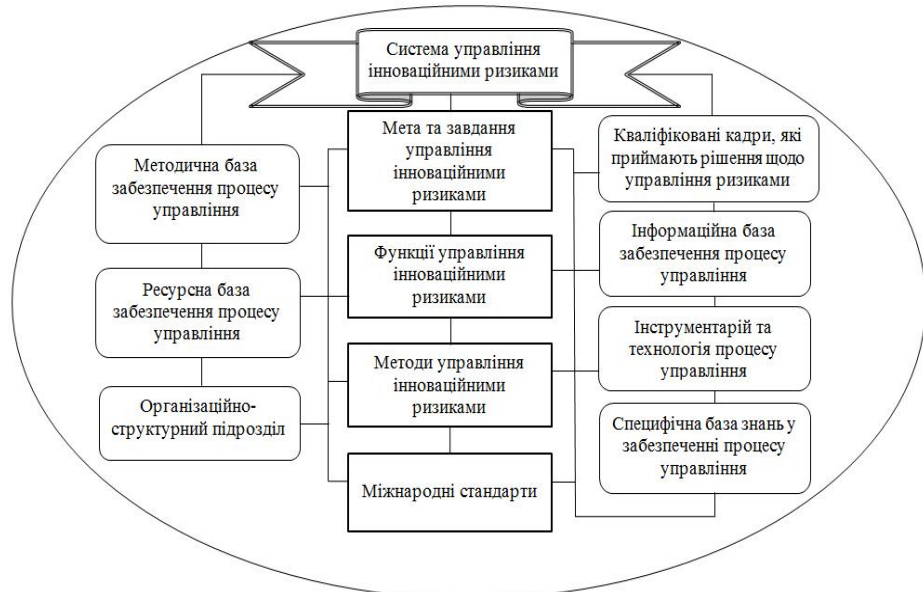 Система управління
інноваційними ризиками
Методична база
забезпечення процесу
управління
Ресурсна база
забезпечення процесу
управління
Організаційно-
структурний підрозділ
Мета та завдання
управління
інноваційними
ризиками
Функції управління
інноваційними
ризиками
Методи управління
інноваційними
ризиками
Міжнародні стандарти
Кваліфіковані кадри, які
приймають рішення щодо
управління ризиками
Інформаційна база
забезпечення процесу
управління
Інструментарій та
технологія процесу
управління
Специфічна база знань у
забезпеченні процесу
управління